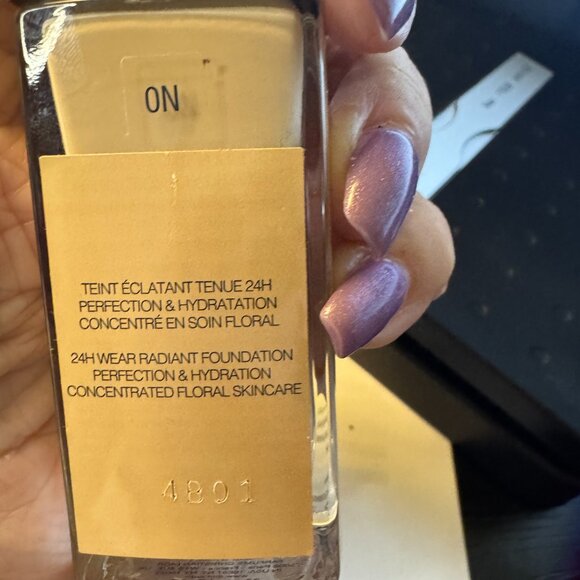 0N
TEINT ÉCLATANT TENUE 24H
PERFECTION & HYDRATATION
CONCENTRÉ EN SOIN FLORAL
24H WEAR RADIANT FOUNDATION
PERFECTION & HYDRATION
CONCENTRATED FLORAL SKINCARE
4801